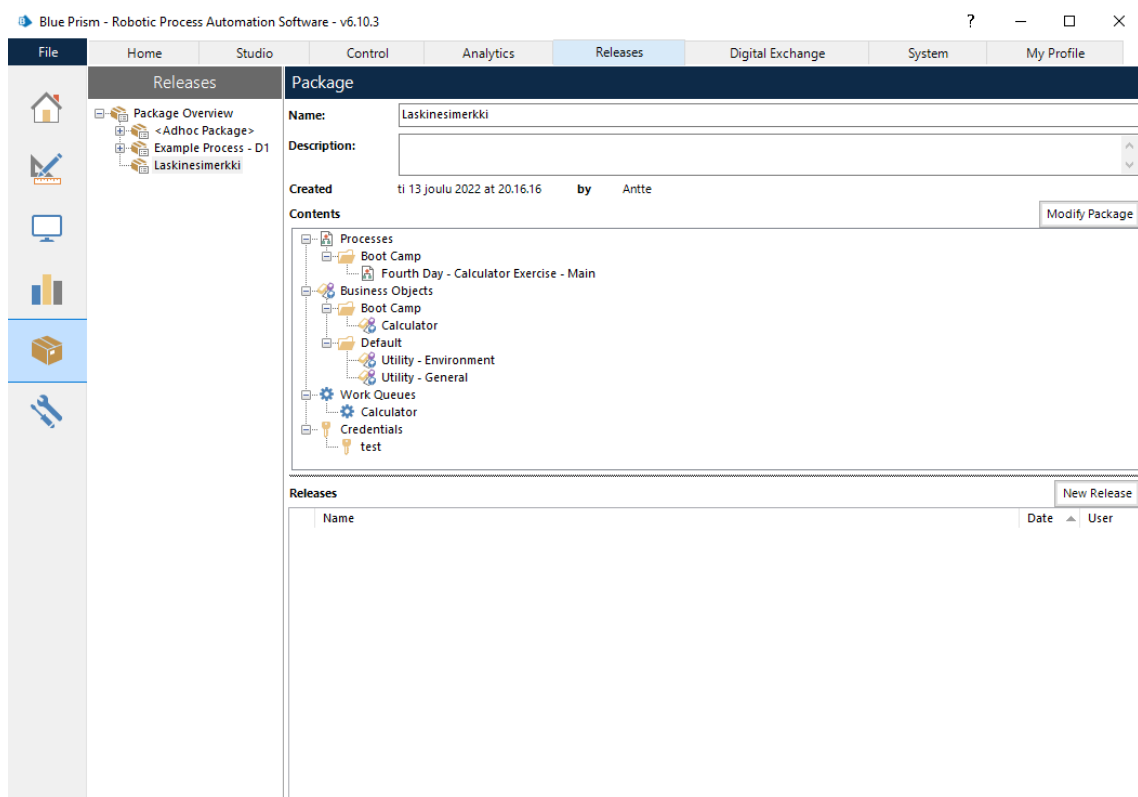 Blue Prism - Robotic Process Automation Software - v6.10.3
?
File Home Studio Control Analytics Releases Digital Exchange System My Profile
Releases
Package Overview
<Adhoc Package>
Example Process - D1
Laskinesimerkki
Package
Name: Laskinesimerkki
Description:
Created ti 13 joulu 2022 at 20.16.16 by Antte
Contents Modify Package
Processes
Boot Camp
Fourth Day - Calculator Exercise - Main
Business Objects
Boot Camp
Calculator
Default
Utility - Environment
Utility - General
Work Queues
Calculator
Credentials
test
Releases New Release
Name Date User